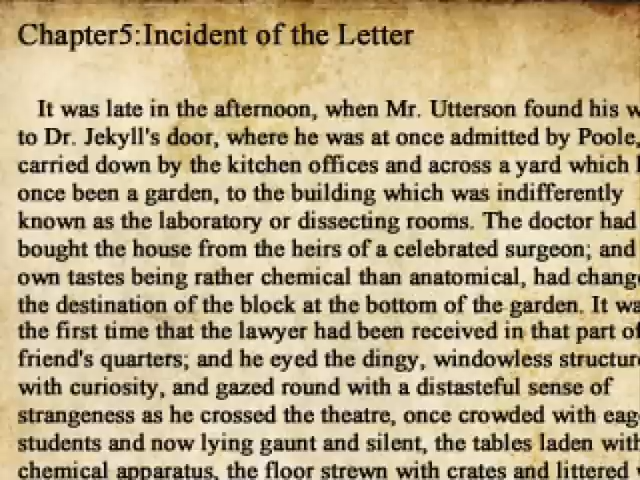 Chapter5:Incident of the Letter
It was late in the afternoon, when Mr. Utterson found his
to Dr. Jekyll's door, where he was at once admitted by Poole,
carried down by the kitchen offices and across a yard which
once been a garden, to the building which was indifferently
known as the laboratory or dissecting rooms. The doctor had
bought the house from the heirs of a celebrated surgeon; and
own tastes being rather chemical than anatomical, had
the destination of the block at the bottom of the garden. It
the first time that the lawyer had been received in that part
friend's quarters; and he eyed the dingy, windowless
with curiosity, and gazed round with a distasteful sense of
strangeness as he crossed the theatre, once crowded with
students and now lying gaunt and silent, the tables laden
chemical apparatus, the floor strewn with crates and littered